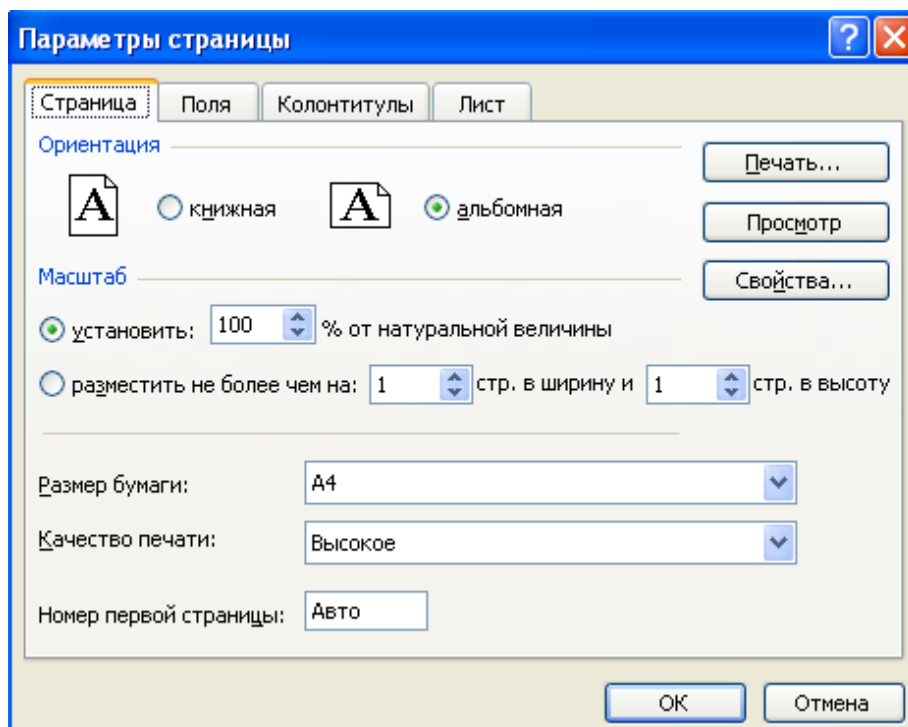 Параметры страницы
Страница Поля Колонтитулы Лист
Ориентация
Печать...
A книжная A альбомная
Просмотр
Масштаб
Свойства...
установить: 100 % от натуральной величины
разместить не более чем на: 1 стр. в ширину и 1 стр. в высоту
Размер бумаги: A4
Качество печати: Высокое
Номер первой страницы: Авто
ОК Отмена